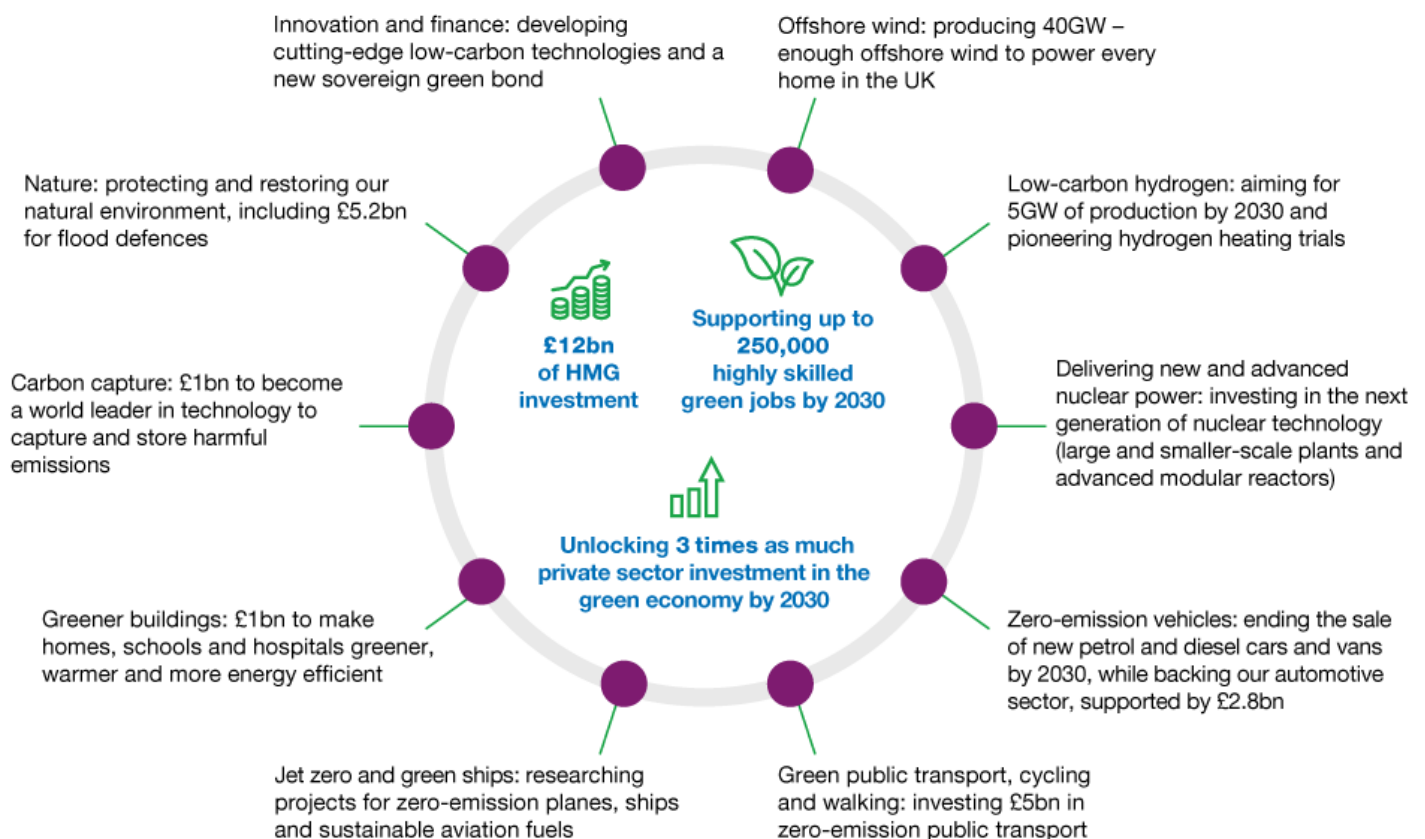 Innovation and finance: developing
cutting-edge low-carbon technologies and a
new sovereign green bond
Offshore wind: producing 40GW –
enough offshore wind to power every
home in the UK
Nature: protecting and restoring our
natural environment, including £5.2bn
for flood defences
Low-carbon hydrogen: aiming for
5GW of production by 2030 and
pioneering hydrogen heating trials
£12bn
of HMG
investment
Supporting up to
250,000
highly skilled
green jobs by 2030
Carbon capture: £1bn to become
a world leader in technology to
capture and store harmful
emissions
Delivering new and advanced
nuclear power: investing in the next
generation of nuclear technology
(large and smaller-scale plants and
advanced modular reactors)
Unlocking 3 times as much
private sector investment in the
green economy by 2030
Greener buildings: £1bn to make
homes, schools and hospitals greener,
warmer and more energy efficient
Zero-emission vehicles: ending the sale
of new petrol and diesel cars and vans
by 2030, while backing our automotive
sector, supported by £2.8bn
Jet zero and green ships: researching
projects for zero-emission planes, ships
and sustainable aviation fuels
Green public transport, cycling
and walking: investing £5bn in
zero-emission public transport